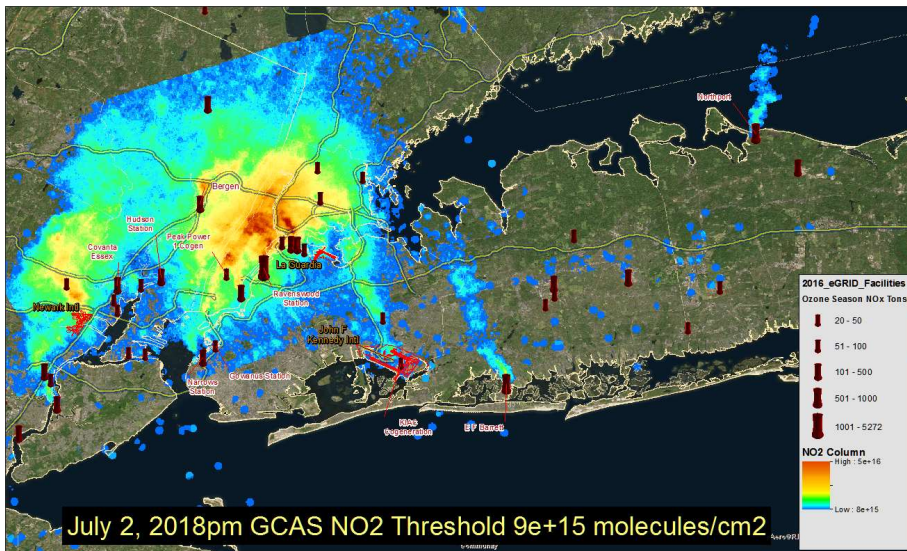 Northport
Bergen
Hudson
Station
Peak Power
1 Cogen
Covanta
Essex
La Guardia
Ravenswood
Station
Newark Intl
John F
Kennedy Intl
Narrows
Station
Gowanus Station
KIAC
Cogeneration
E F Barrett
2016_eGRID_Facilities
Ozone Season NOx Tons
20 - 50
51 - 100
101 - 500
501 - 1000
1001 - 5272
NO2 Column
High : 5e+16
Low : 8e+15
July 2, 2018pm GCAS NO2 Threshold 9e+15 molecules/cm2